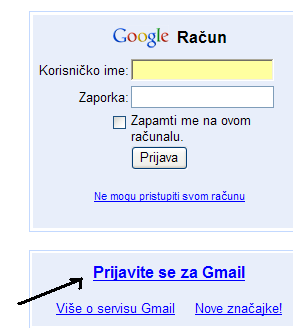 Google Račun
Korisničko ime:
Zaporka:
Zapamti me na ovom
računalu.
Prijava
Ne mogu pristupiti svom računu
Prijavite se za Gmail
Više o servisu Gmail Nove značajke!